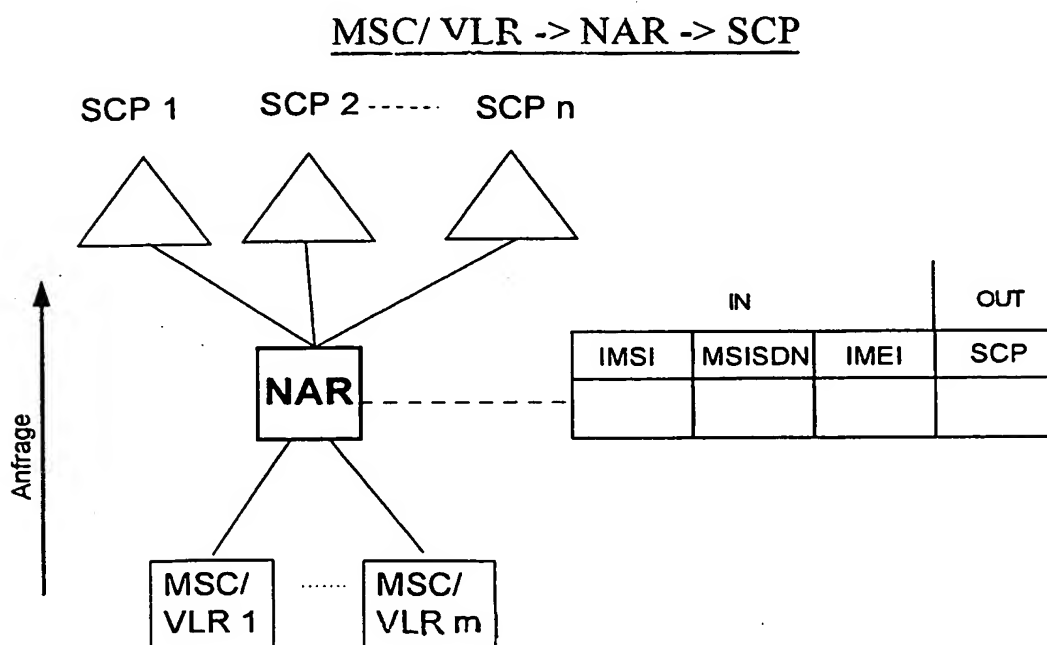 MSC/ VLR -> NAR -> SCP
SCP 1 SCP 2 ------ SCP n
IN OUT
IMSI MSISDN IMEI SCP
NAR
Anfrage
MSC/ ........ MSC/
VLR 1 VLR m